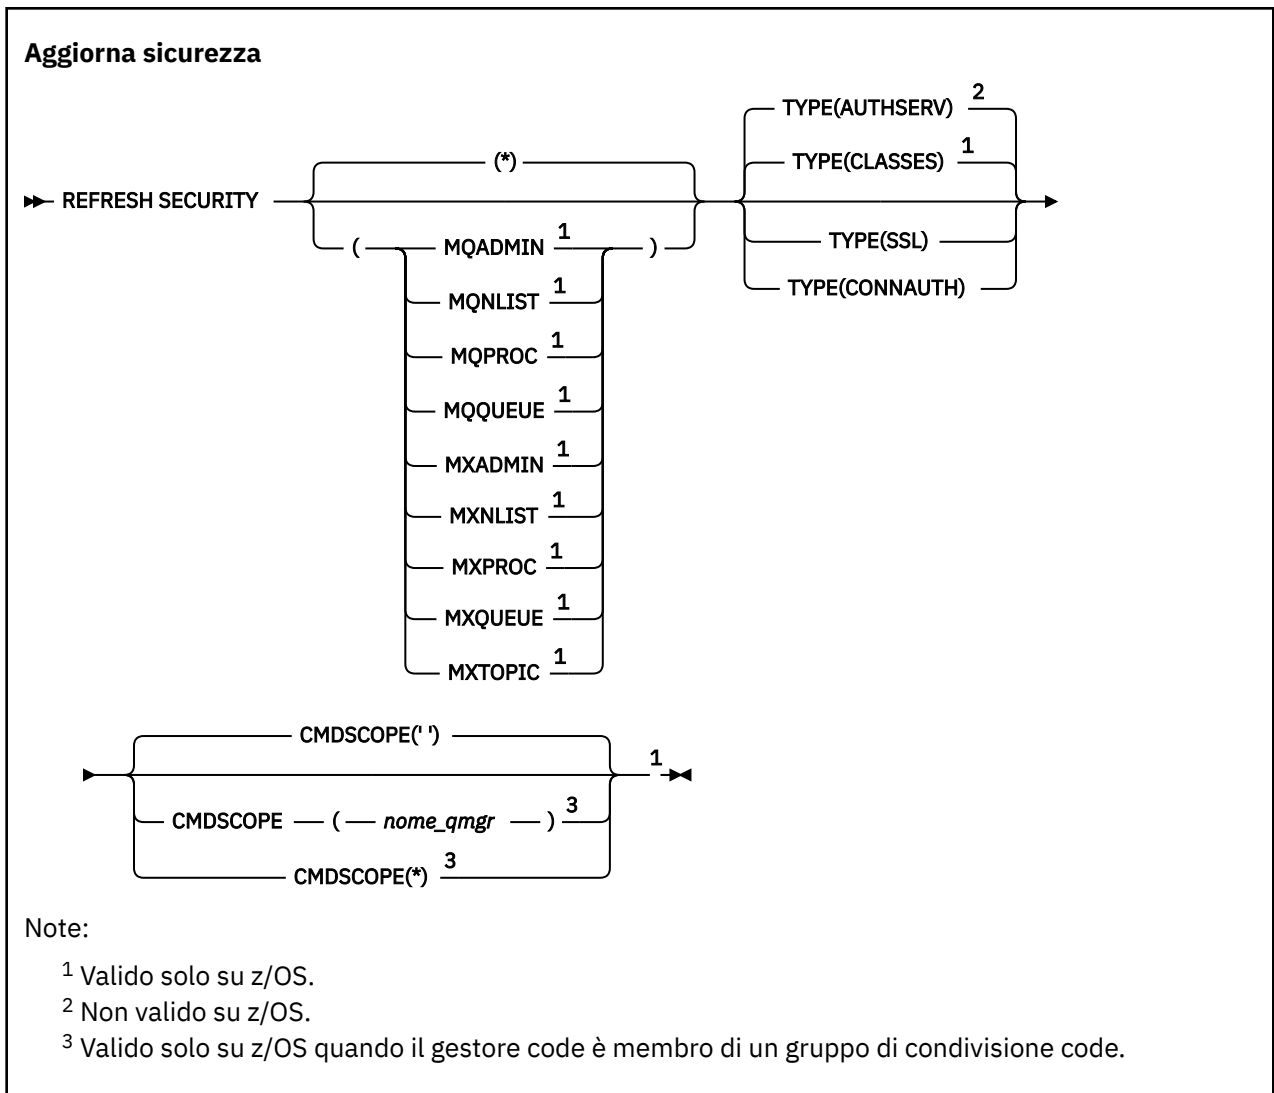 Aggiorna sicurezza
TYPE(AUTHSERV) 2
(*) TYPE(CLASSES) 1
REFRESH SECURITY
( MQADMIN 1 ) TYPE(SSL)
MQNLIST 1 TYPE(CONNAUTH)
MQPROC 1
MQQUEUE 1
MXADMIN 1
MXNLIST 1
MXPROC 1
MXQUEUE 1
MXTOPIC 1
CMDSCOPE(' ')
1
CMDSCOPE ( nome_qmgr ) 3
CMDSCOPE(*) 3
Note:
1 Valido solo su z/OS.
2 Non valido su z/OS.
3 Valido solo su z/OS quando il gestore code è membro di un gruppo di condivisione code.